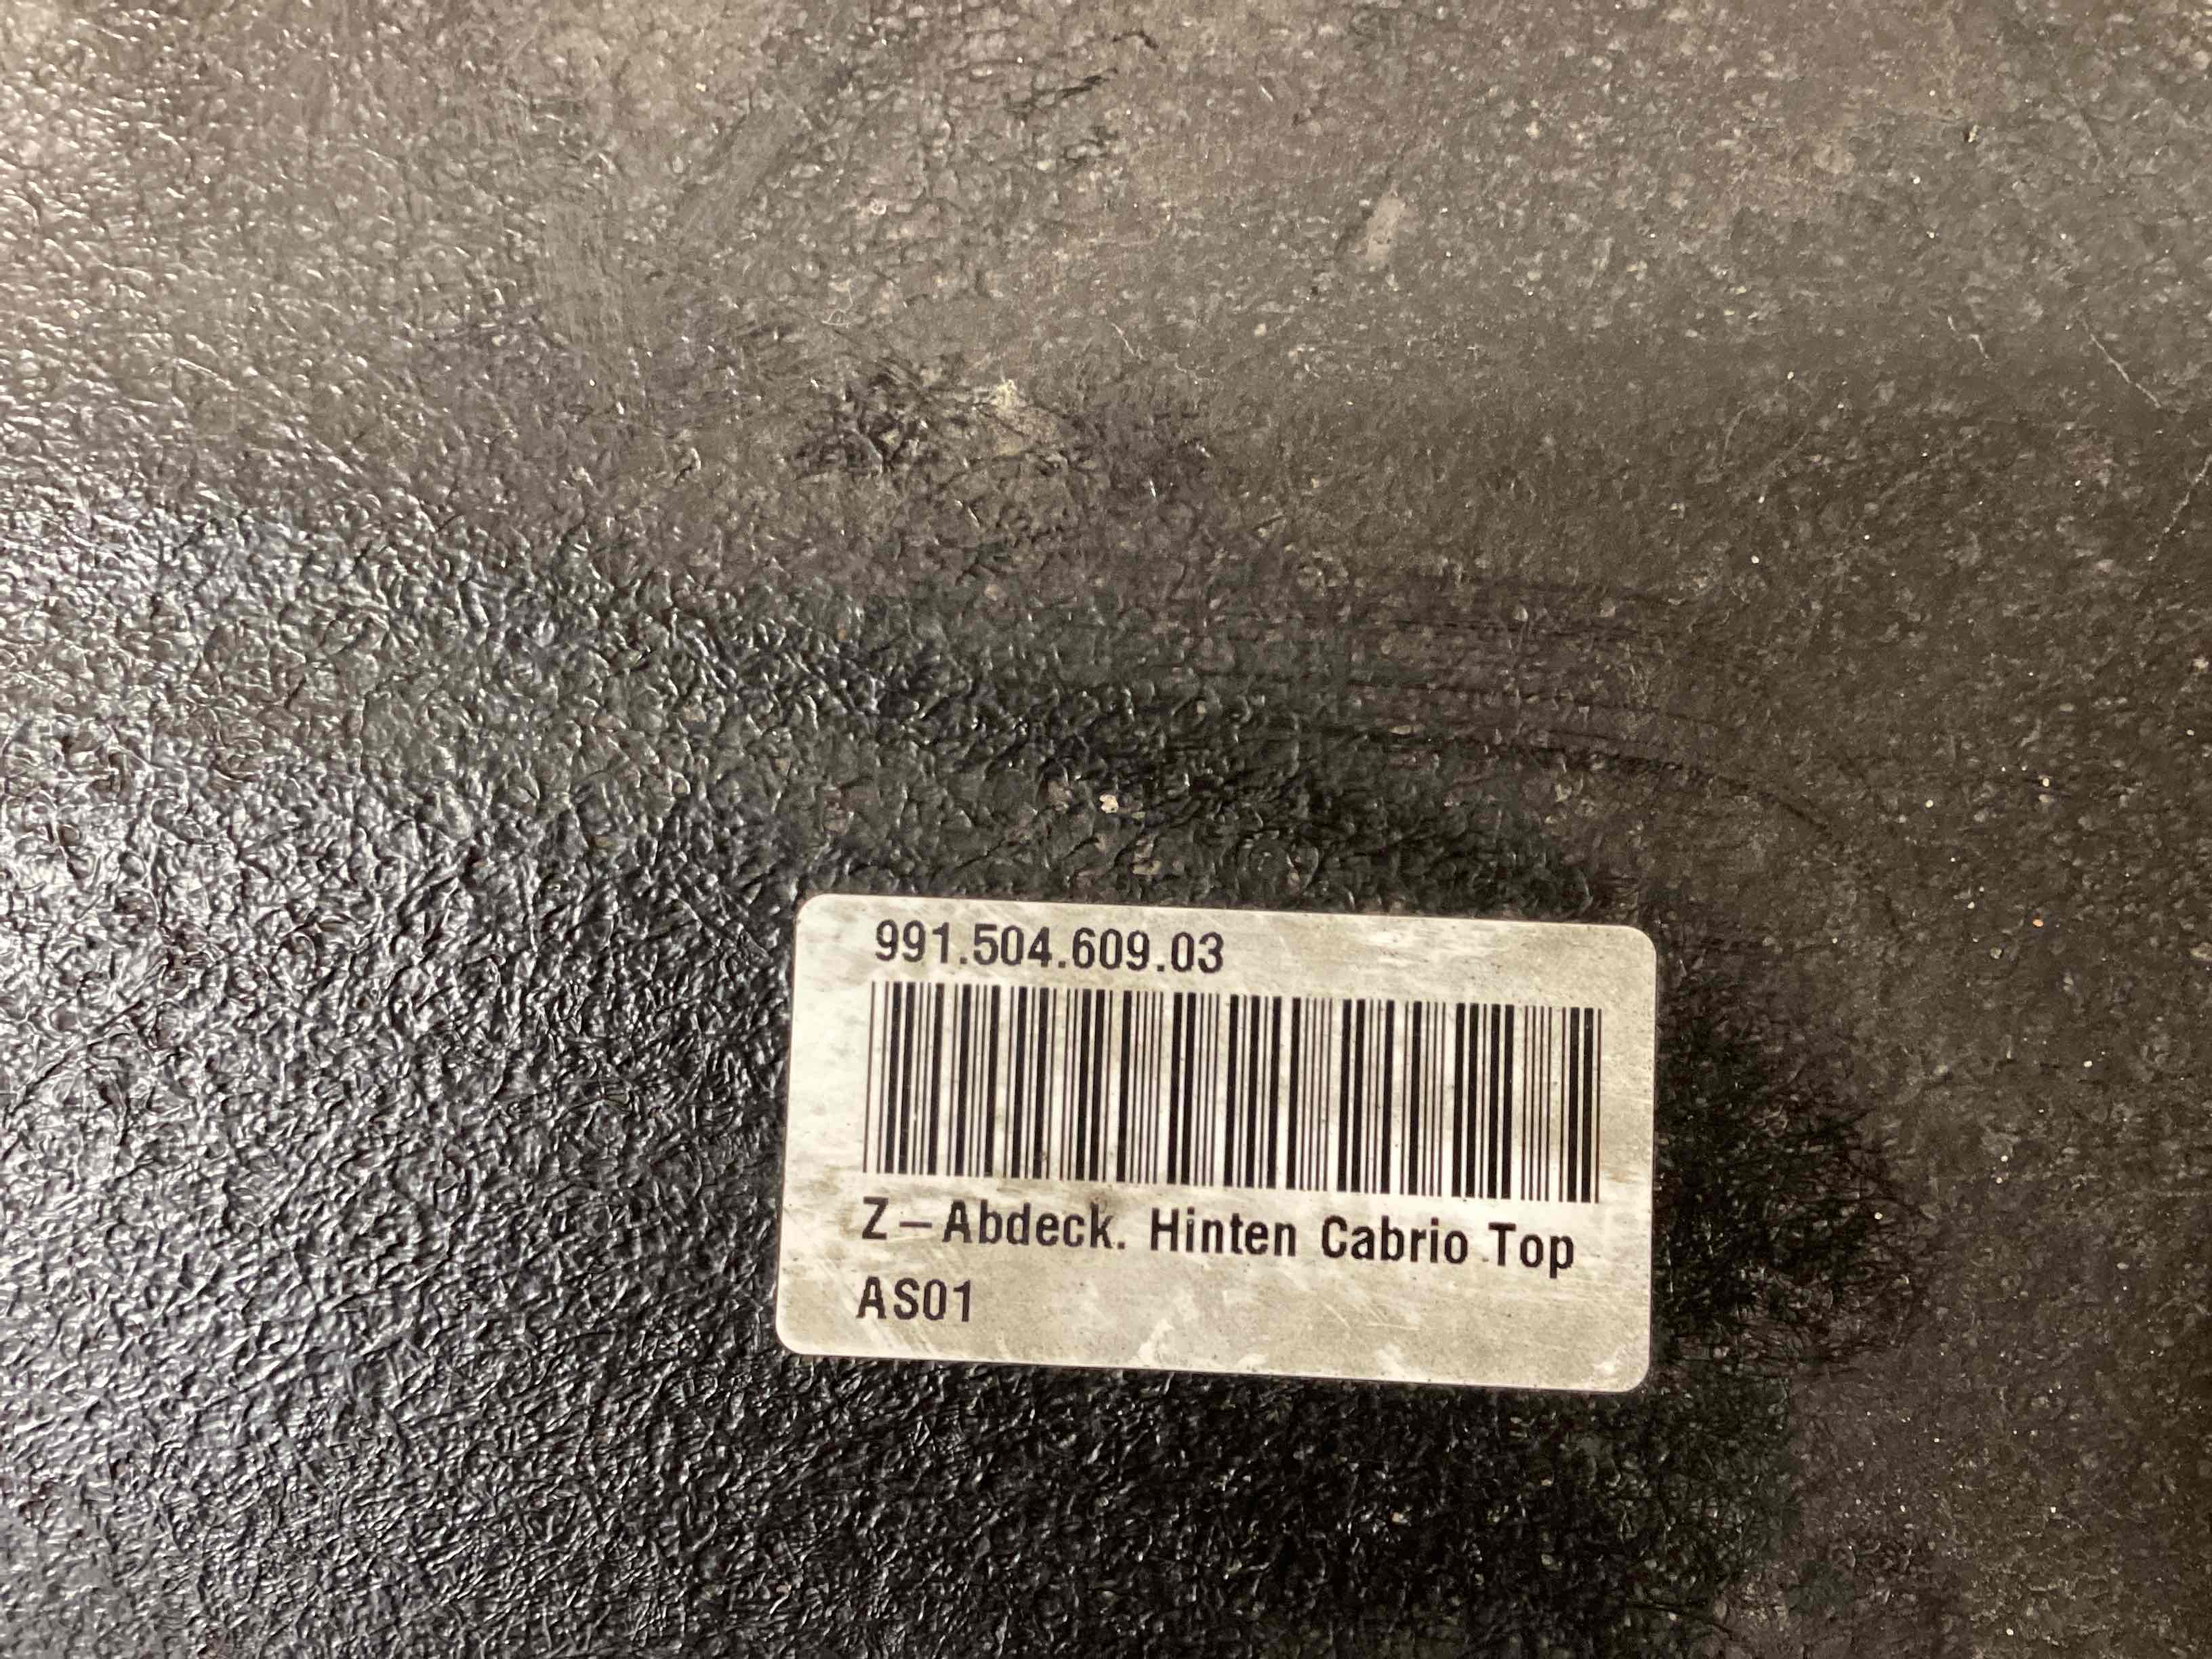 991.504.609.03
Z-Abdeck. Hinten Cabrio Top
AS01